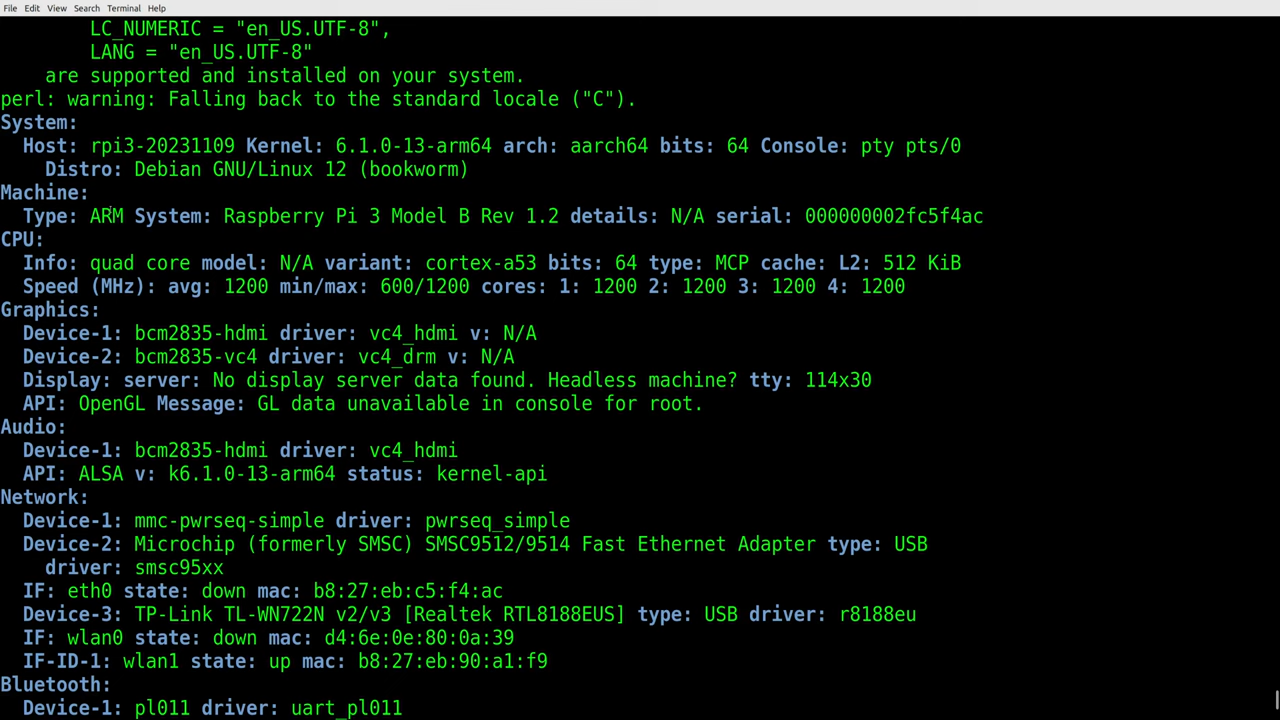 File Edit View Search Terminal Help
LC_NUMERIC = "en_US.UTF-8",
LANG = "en_US.UTF-8"
are supported and installed on your system.
perl: warning: Falling back to the standard locale ("C").
System:
Host: rpi3-20231109 Kernel: 6.1.0-13-arm64 arch: aarch64 bits: 64 Console: pty pts/0
Distro: Debian GNU/Linux 12 (bookworm)
Machine:
Type: ARM System: Raspberry Pi 3 Model B Rev 1.2 details: N/A serial: 000000002fc5f4ac
CPU:
Info: quad core model: N/A variant: cortex-a53 bits: 64 type: MCP cache: L2: 512 KiB
Speed (MHz): avg: 1200 min/max: 600/1200 cores: 1: 1200 2: 1200 3: 1200 4: 1200
Graphics:
Device-1: bcm2835-hdmi driver: vc4_hdmi v: N/A
Device-2: bcm2835-vc4 driver: vc4_drm v: N/A
Display: server: No display server data found. Headless machine? tty: 114x30
API: OpenGL Message: GL data unavailable in console for root.
Audio:
Device-1: bcm2835-hdmi driver: vc4_hdmi
API: ALSA v: k6.1.0-13-arm64 status: kernel-api
Network:
Device-1: mmc-pwrseq-simple driver: pwrseq_simple
Device-2: Microchip (formerly SMSC) SMSC9512/9514 Fast Ethernet Adapter type: USB
driver: smsc95xx
IF: eth0 state: down mac: b8:27:eb:c5:f4:ac
Device-3: TP-Link TL-WN722N v2/v3 [Realtek RTL8188EUS] type: USB driver: r8188eu
IF: wlan0 state: down mac: d4:6e:0e:80:0a:39
IF-ID-1: wlan1 state: up mac: b8:27:eb:90:a1:f9
Bluetooth:
Device-1: pl011 driver: uart_pl011